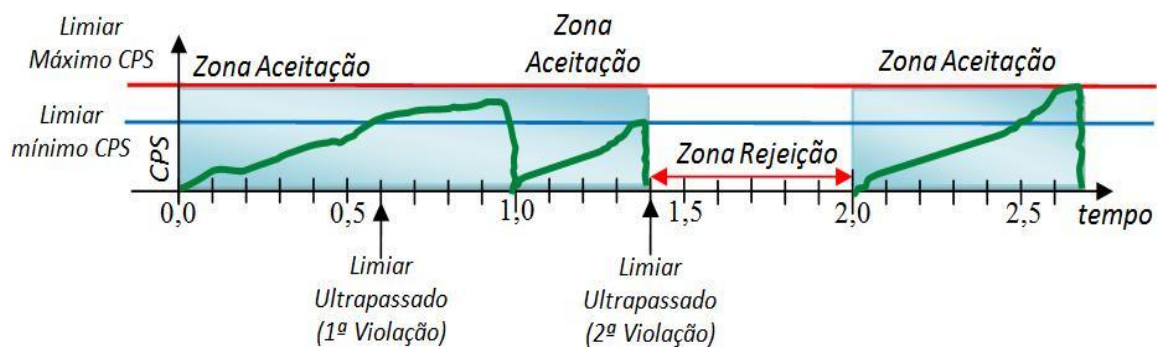 Limiar
Máximo CPS
Zona Aceitação
Zona
Aceitação
Zona Aceitação
Limiar
mínimo CPS
CPS
Zona Rejeição
0,0
0,5
1,0
1,5
2,0
2,5
tempo
Limiar
Ultrapassado
(1ª Violação)
Limiar
Ultrapassado
(2ª Violação)